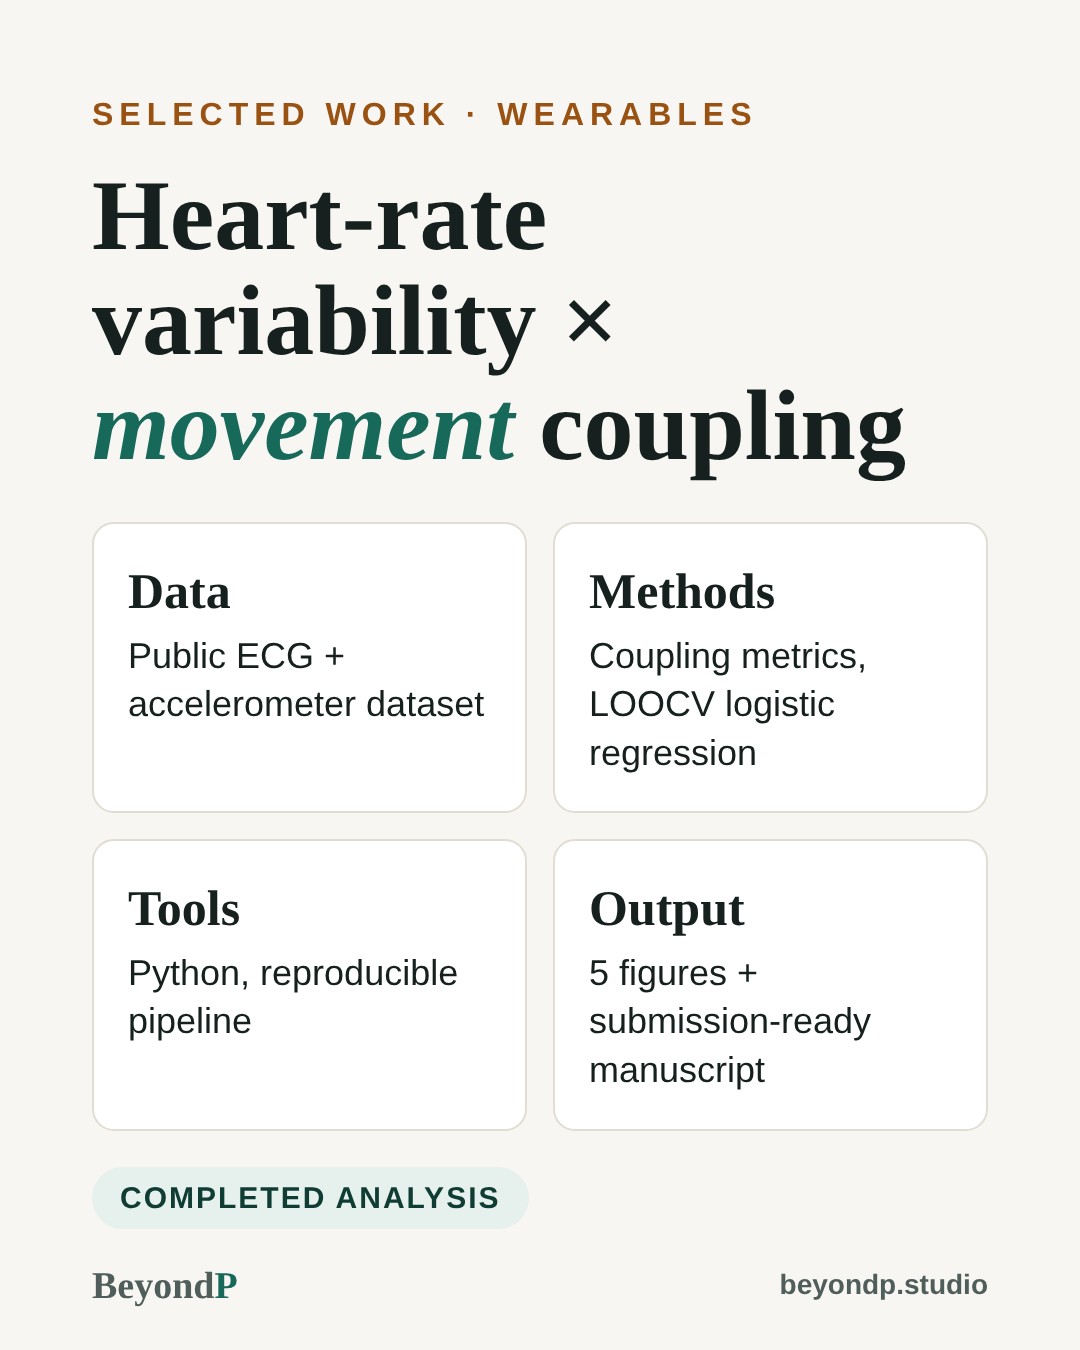 SELECTED WORK · WEARABLES
Heart-rate
variability ×
movement coupling
Data
Public ECG +
accelerometer dataset
Methods
Coupling metrics,
LOOCV logistic
regression
Tools
Python, reproducible
pipeline
Output
5 figures +
submission-ready
manuscript
COMPLETED ANALYSIS
BeyondP
beyondp.studio